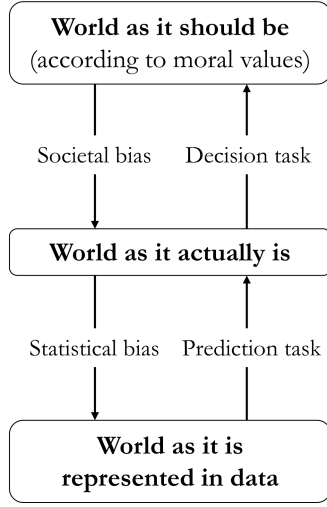 World as it should be
(according to moral values)
Societal bias
Decision task
World as it actually is
Statistical bias
Prediction task
World as it is
represented in data